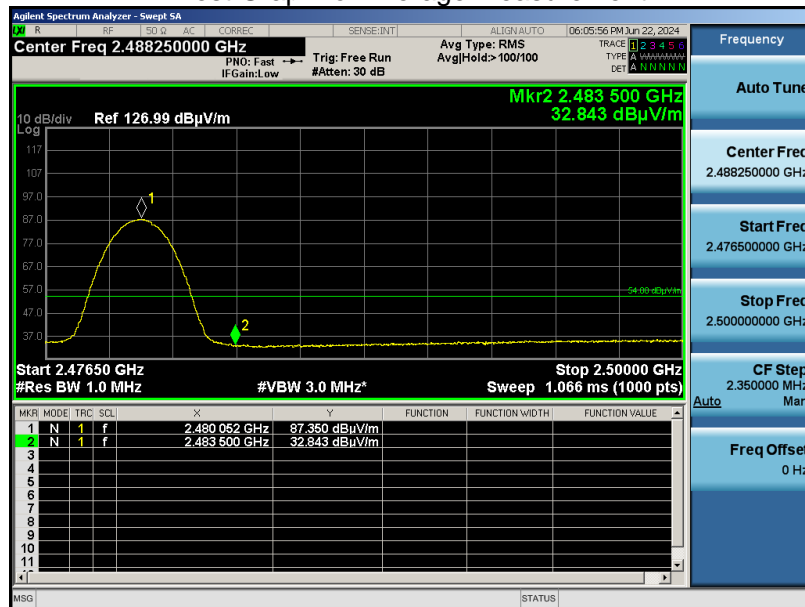 Agilent Spectrum Analyzer - Swept SA
LXI R RF 50 Ω AC CORREC SENSE:INT ALIGN AUTO 06:05:56 PM Jun 22, 2024
Center Freq 2.488250000 GHz
PNO: Fast
IFGain:Low
Trig: Free Run
#Atten: 30 dB
Avg Type: RMS
Avg|Hold:>100/100
TRACE 1 2 3 4 5 6
TYPE A
DET A N N N N N
Frequency
Mkr2 2.483 500 GHz
32.843 dBµV/m
10 dB/div Ref 126.99 dBµV/m
Log
117
107
97.0
87.0
77.0
67.0
57.0
47.0
37.0
1
2
54.00 dBµV/m
Start 2.47650 GHz Stop 2.50000 GHz
#Res BW 1.0 MHz #VBW 3.0 MHz* Sweep 1.066 ms (1000 pts)
MKR MODE TRC SCL X Y FUNCTION FUNCTION WIDTH FUNCTION VALUE
1 N 1 f 2.480 052 GHz 87.350 dBµV/m
2 N 1 f 2.483 500 GHz 32.843 dBµV/m
3
4
5
6
7
8
9
10
11
Auto Tune
Center Freq
2.488250000 GHz
Start Freq
2.476500000 GHz
Stop Freq
2.500000000 GHz
CF Step
2.350000 MHz
Auto Man
Freq Offset
0 Hz
MSG STATUS